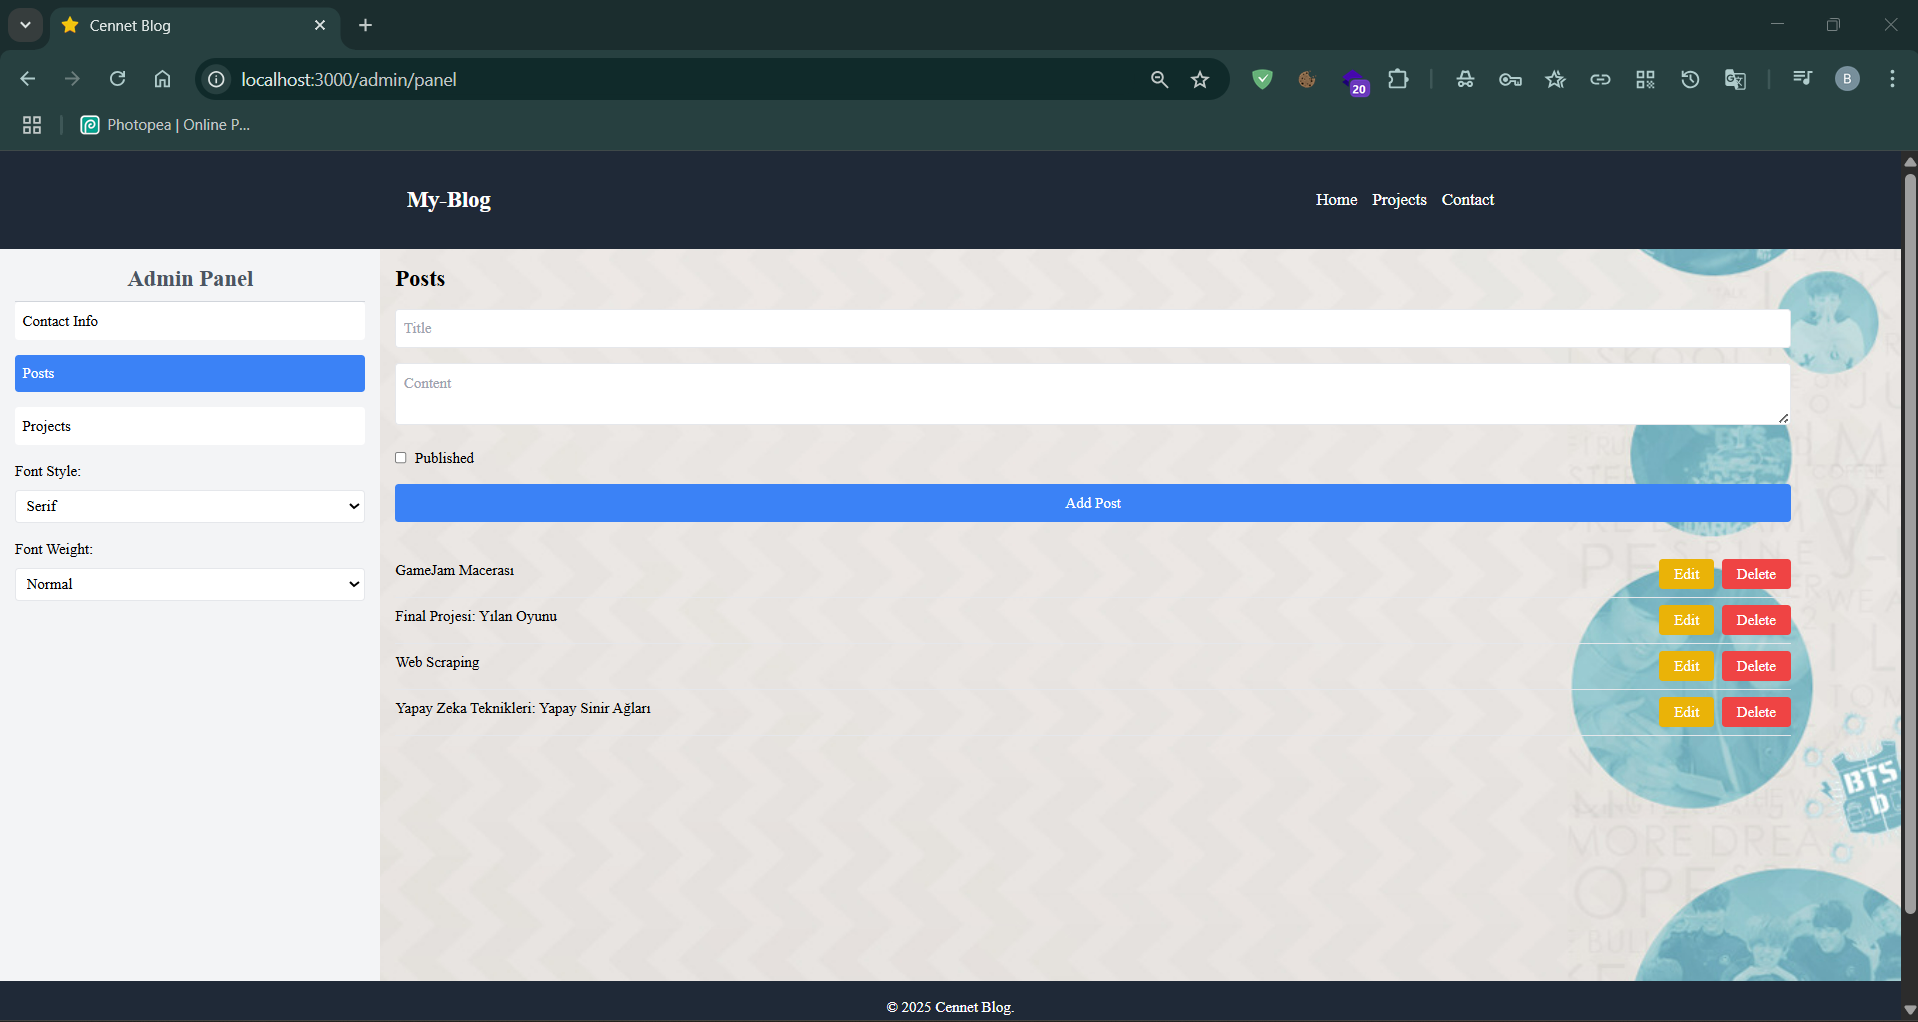 Cennet Blog
localhost:3000/admin/panel
20
B
Photopea | Online P...
My-Blog
Home Projects Contact
Admin Panel
Contact Info
Posts
Projects
Font Style:
Serif
Font Weight:
Normal
Posts
Title
Content
Published
Add Post
GameJam Macerası Edit Delete
Final Projesi: Yılan Oyunu Edit Delete
Web Scraping Edit Delete
Yapay Zeka Teknikleri: Yapay Sinir Ağları Edit Delete
BTS
MORE DREA
© 2025 Cennet Blog.